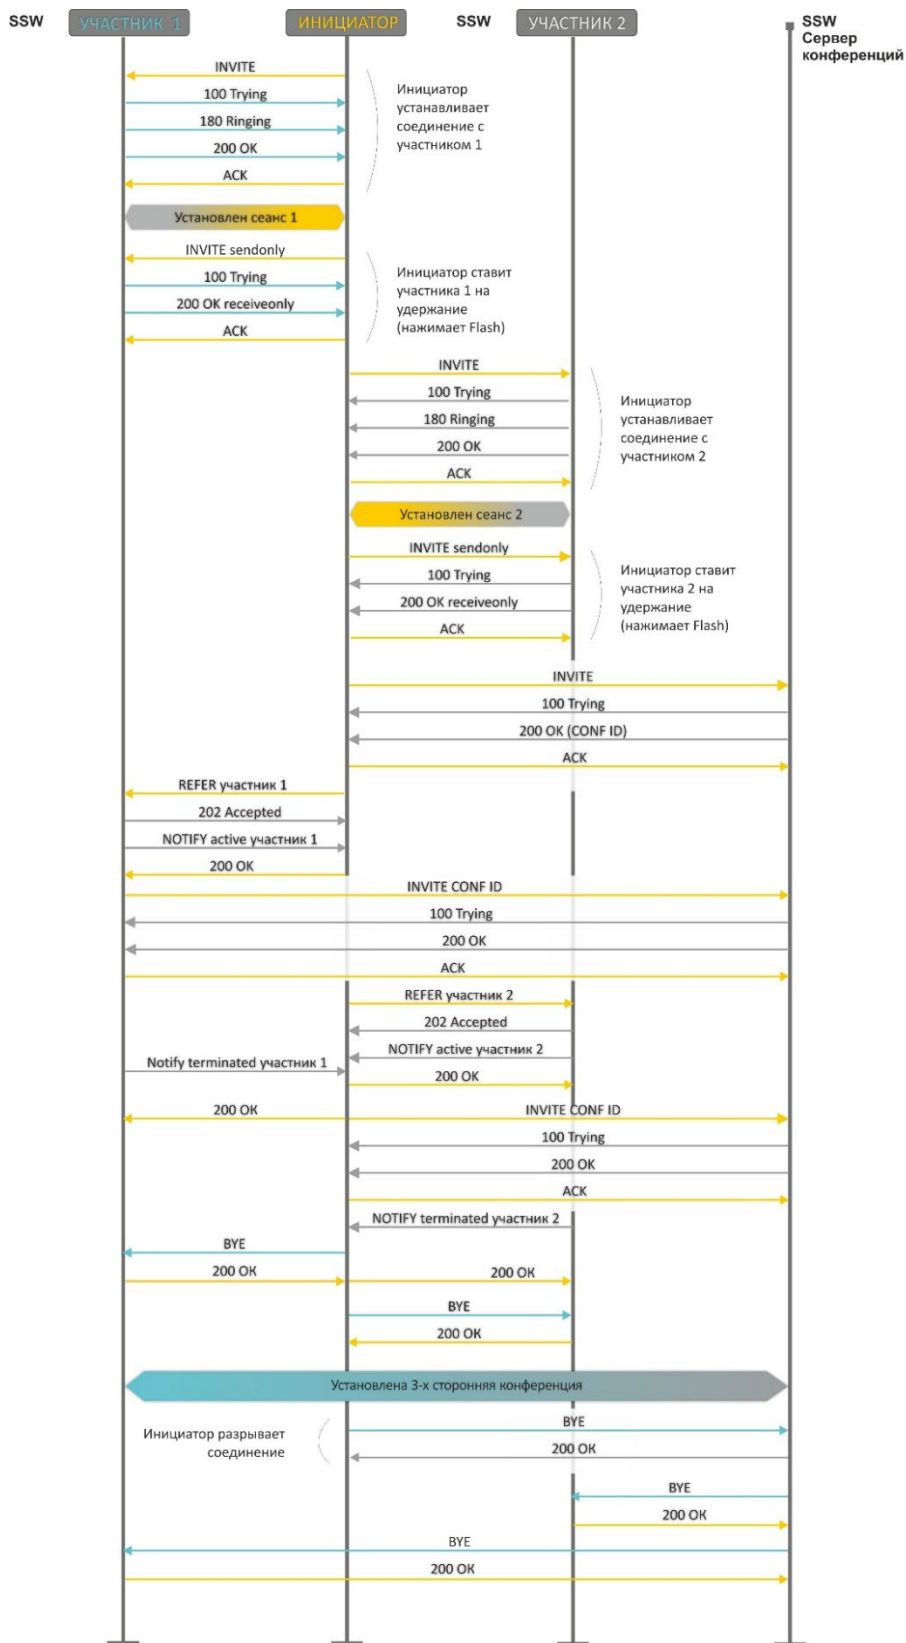 SSW
УЧАСТНИК 1
ИНИЦИАТОР
SSW
УЧАСТНИК 2
SSW
Сервер
конференций
INVITE
100 Trying
180 Ringing
200 OK
ACK
Инициатор
устанавливает
соединение с
участником 1
Установлен сеанс 1
INVITE sendonly
100 Trying
200 OK receiveonly
ACK
Инициатор ставит
участника 1 на
удержание
(нажимает Flash)
INVITE
100 Trying
180 Ringing
200 OK
ACK
Инициатор
устанавливает
соединение с
участником 2
Установлен сеанс 2
INVITE sendonly
100 Trying
200 OK receiveonly
ACK
Инициатор ставит
участника 2 на
удержание
(нажимает Flash)
INVITE
100 Trying
200 OK (CONF ID)
ACK
REFER участник 1
202 Accepted
NOTIFY active участник 1
200 OK
INVITE CONF ID
100 Trying
200 OK
ACK
REFER участник 2
202 Accepted
NOTIFY active участник 2
Notify terminated участник 1
200 OK
200 OK
INVITE CONF ID
100 Trying
200 OK
ACK
NOTIFY terminated участник 2
BYE
200 OK
200 OK
BYE
200 OK
Установлена 3-х сторонняя конференция
Инициатор разрывает
соединение
BYE
200 OK
BYE
200 OK
BYE
200 OK